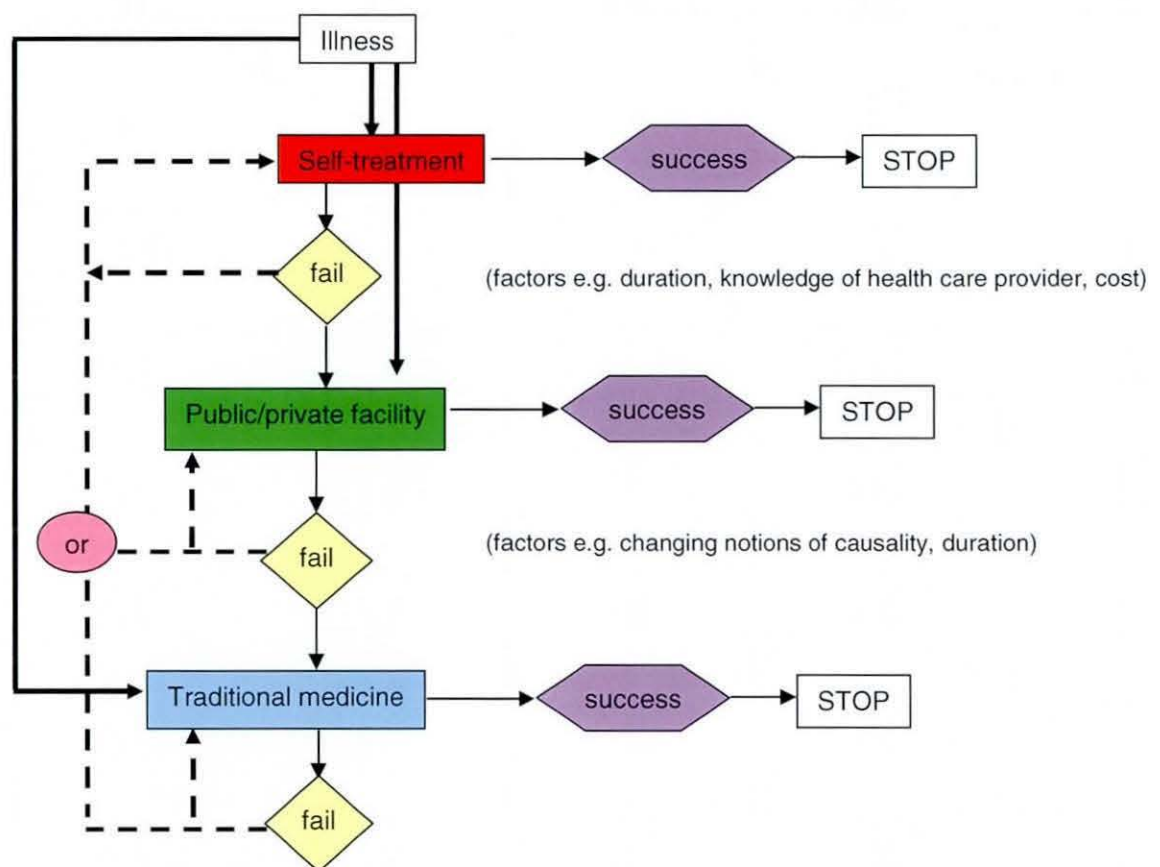 Illness
Self-treatment
success
STOP
fail
(factors e.g. duration, knowledge of health care provider, cost)
Public/private facility
success
STOP
or
fail
(factors e.g. changing notions of causality, duration)
Traditional medicine
success
STOP
fail